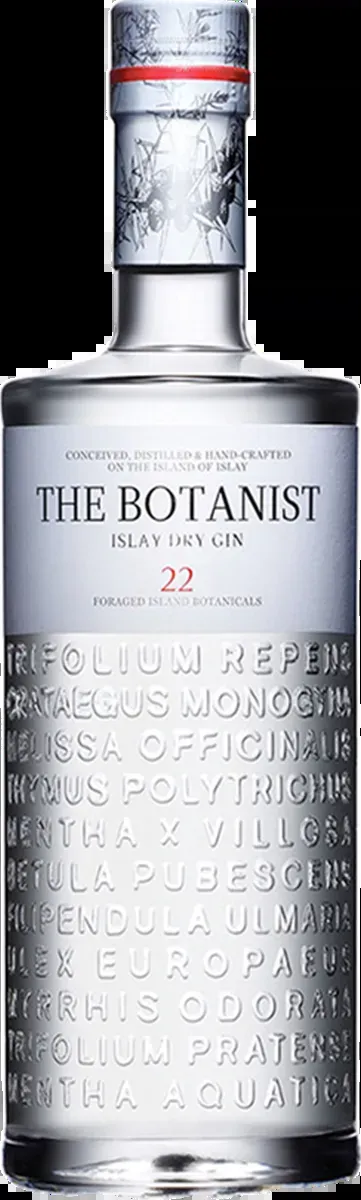 CONCEIVED, DISTILLED & HAND-CRAFTED
ON THE ISLAND OF ISLAY
THE BOTANIST
ISLAY DRY GIN
22
FORAGED ISLAND BOTANICALS
TRIFOLIUM REPENS
CRATAEGUS MONOGYNA
MELISSA OFFICINALIS
THYMUS POLYTRICHUS
MENTHA X VILLOSA
BETULA PUBESCENS
FILIPENDULA ULMARIA
ULEX EUROPAEUS
MYRRHIS ODORATA
TRIFOLIUM PRATENSE
MENTHA AQUATICA